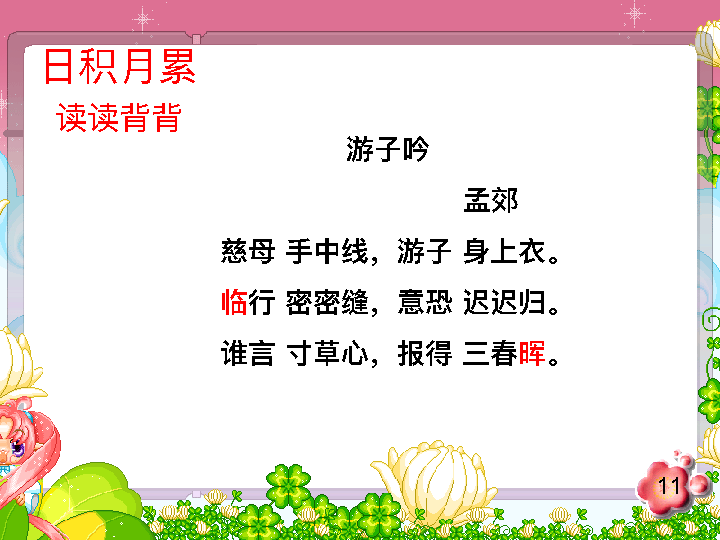 日积月累
读读背背
游子吟
孟郊
慈母 手中线，游子 身上衣。
临行 密密缝，意恐 迟迟归。
谁言 寸草心，报得 三春晖。
11